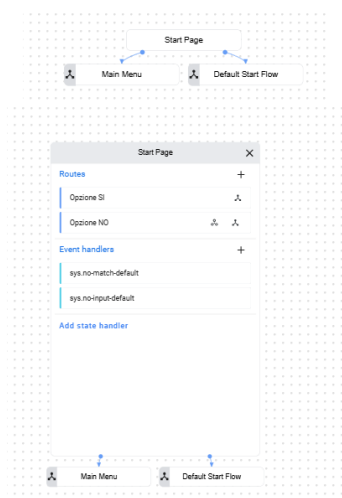 Start Page
Main Menu
Default Start Flow
Start Page
Routes
Opzione SI
Opzione NO
Event handlers
sys.no-match-default
sys.no-input-default
Add state handler
Main Menu
Default Start Flow